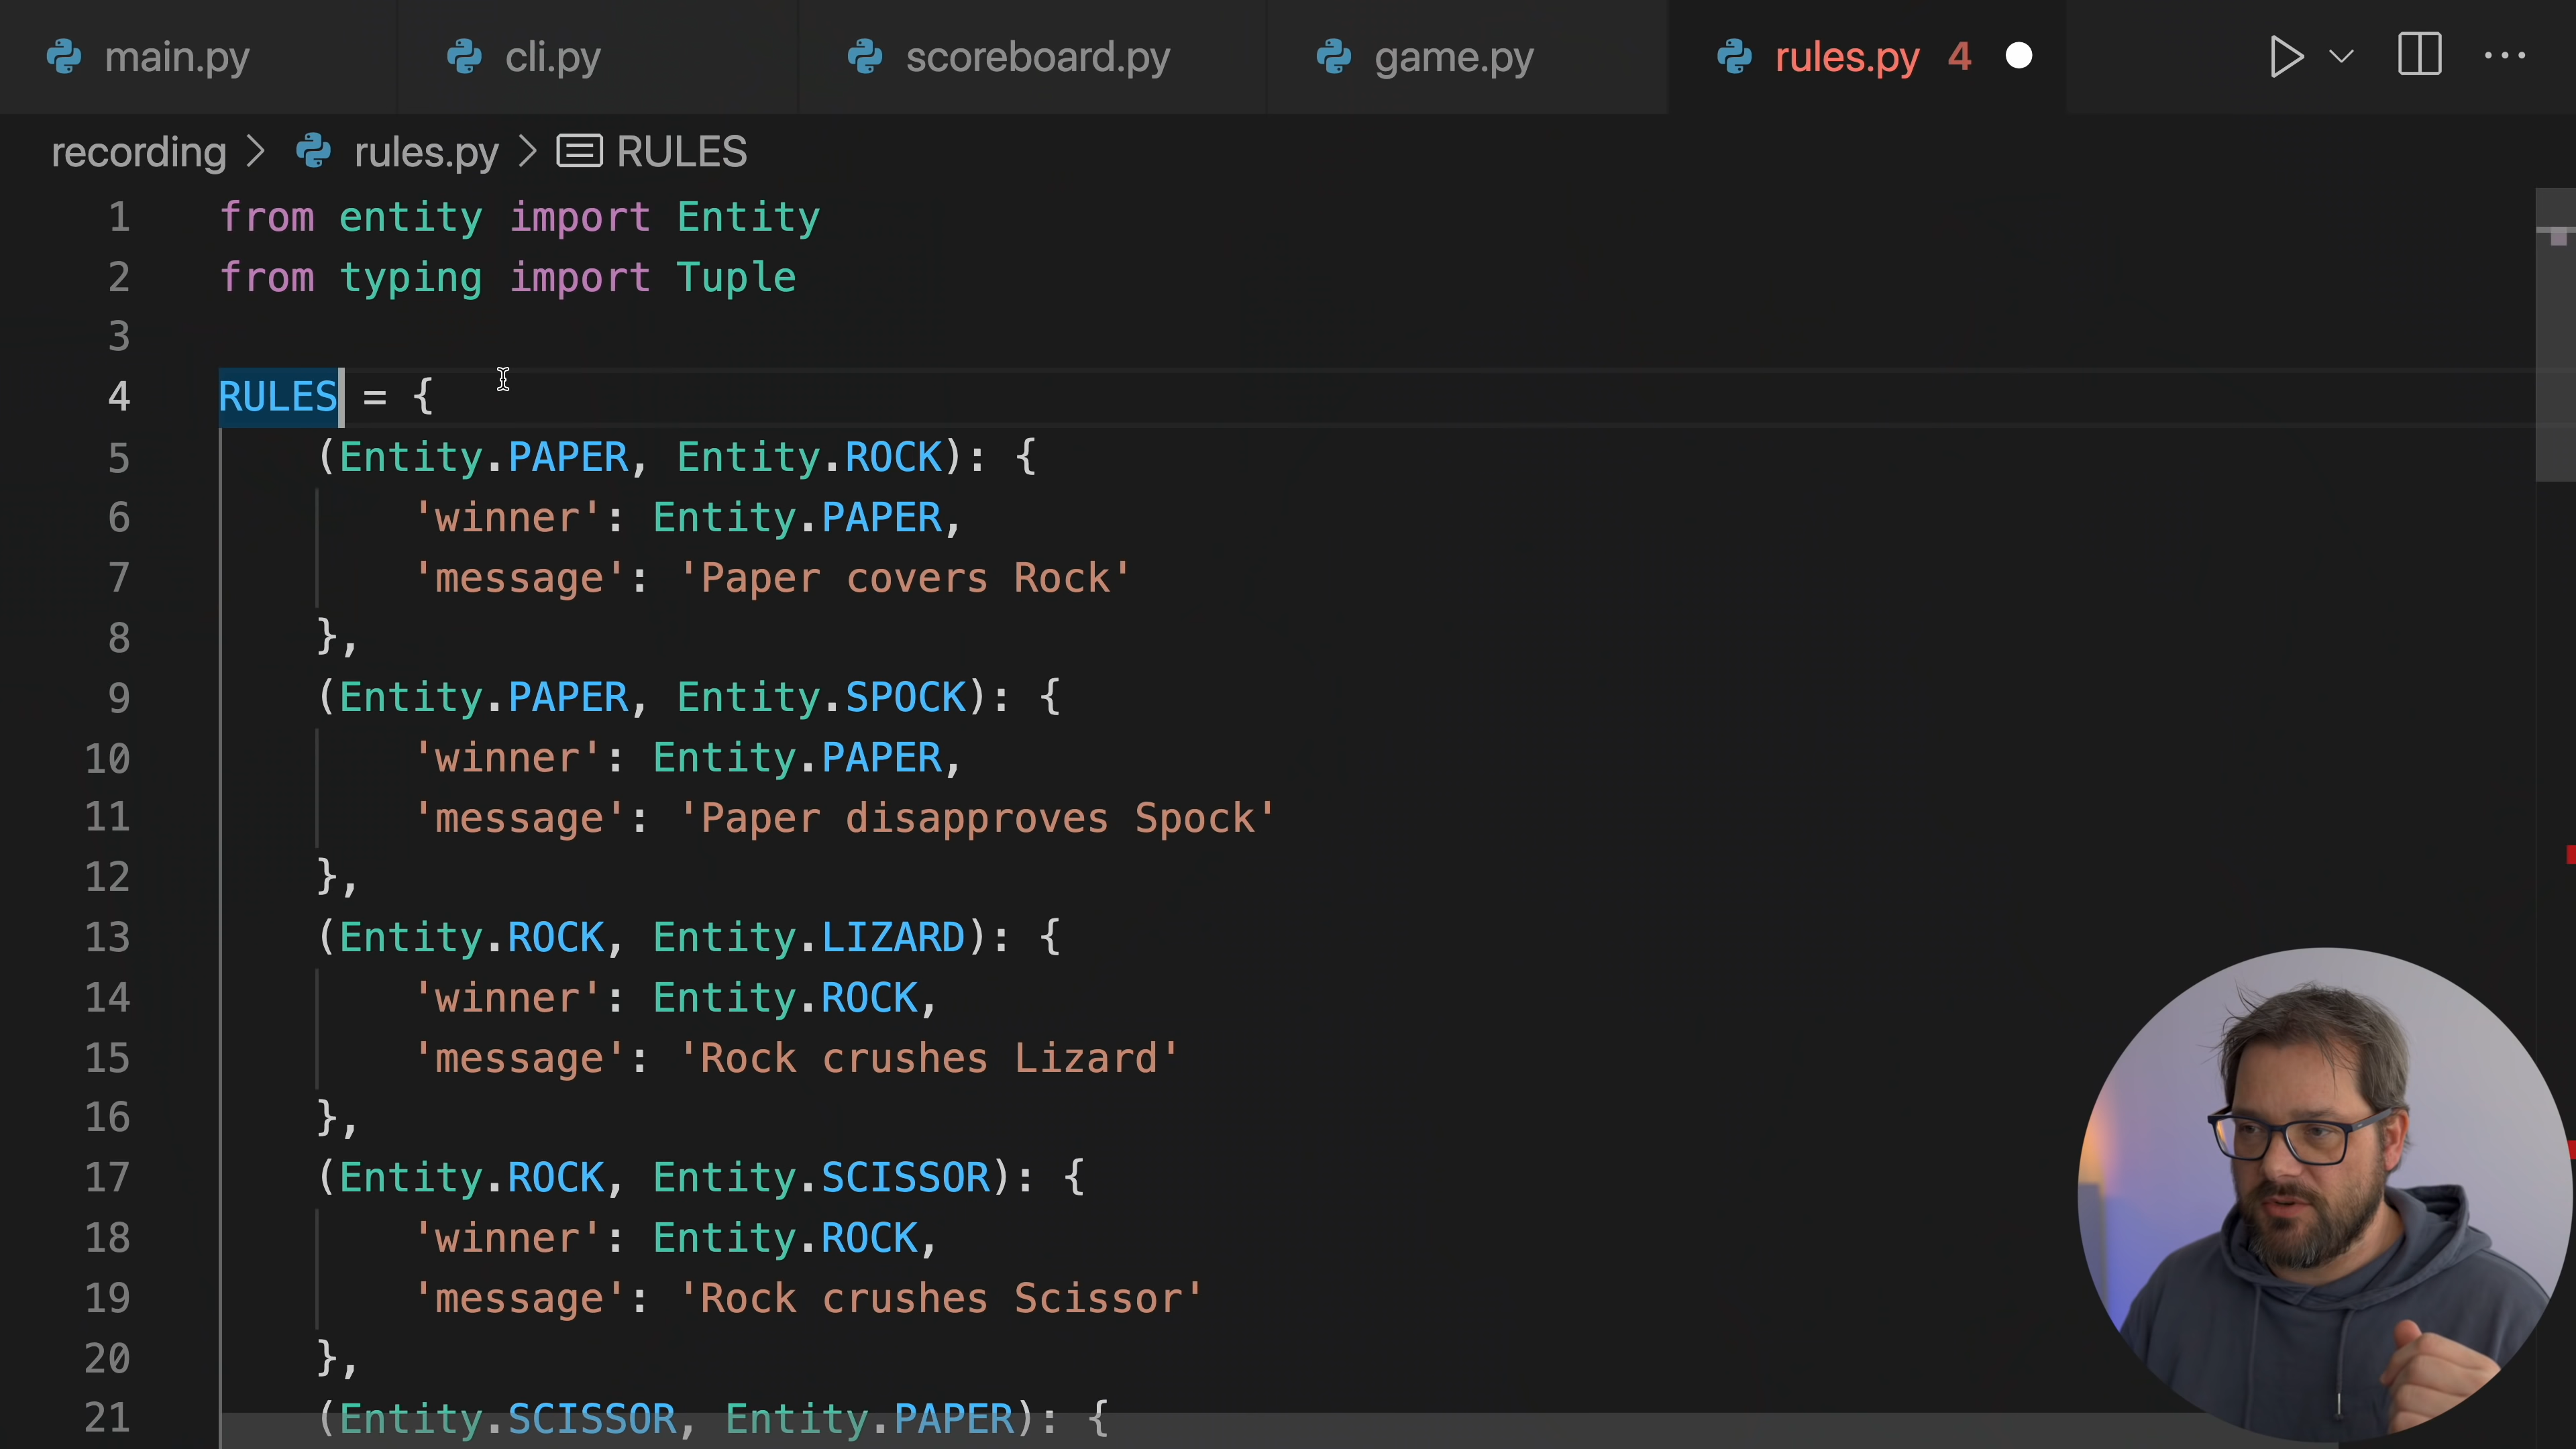 main.py cli.py scoreboard.py game.py rules.py 4
recording > rules.py > RULES
1 from entity import Entity
2 from typing import Tuple
3
4 RULES = {
5 (Entity.PAPER, Entity.ROCK): {
6 'winner': Entity.PAPER,
7 'message': 'Paper covers Rock'
8 },
9 (Entity.PAPER, Entity.SPOCK): {
10 'winner': Entity.PAPER,
11 'message': 'Paper disapproves Spock'
12 },
13 (Entity.ROCK, Entity.LIZARD): {
14 'winner': Entity.ROCK,
15 'message': 'Rock crushes Lizard'
16 },
17 (Entity.ROCK, Entity.SCISSOR): {
18 'winner': Entity.ROCK,
19 'message': 'Rock crushes Scissor'
20 },
21 (Entity.SCISSOR, Entity.PAPER): {